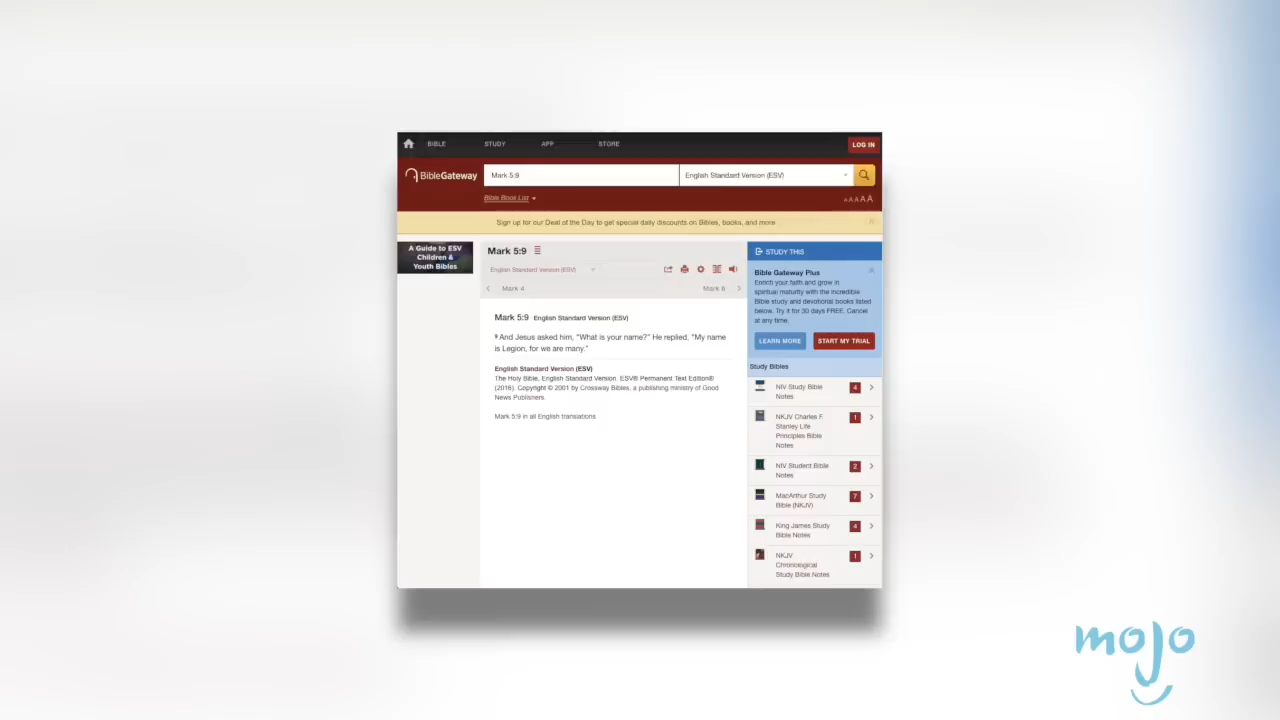 BIBLE STUDY APP STORE LOG IN
BibleGateway Mark 5:9 English Standard Version (ESV)
Bible Book List A A A A A
Sign up for our Deal of the Day to get special daily discounts on Bibles, books, and more
A Guide to ESV
Children &
Youth Bibles
Mark 5:9
English Standard Version (ESV)
Mark 4 Mark 6
Mark 5:9 English Standard Version (ESV)
9 And Jesus asked him, "What is your name?" He replied, "My name
is Legion, for we are many."
English Standard Version (ESV)
The Holy Bible, English Standard Version. ESV® Permanent Text Edition®
(2016). Copyright © 2001 by Crossway Bibles, a publishing ministry of Good
News Publishers.
Mark 5:9 in all English translations
STUDY THIS
Bible Gateway Plus
Enrich your faith and grow in
spiritual maturity with the incredible
Bible study and devotional books listed
below. Try it for 30 days FREE. Cancel
at any time.
LEARN MORE START MY TRIAL
Study Bibles
NIV Study Bible 4
Notes
NKJV Charles F. 1
Stanley Life
Principles Bible
Notes
NIV Student Bible 2
Notes
MacArthur Study 7
Bible (NKJV)
King James Study 4
Bible Notes
NKJV 1
Chronological
Study Bible Notes
mojo